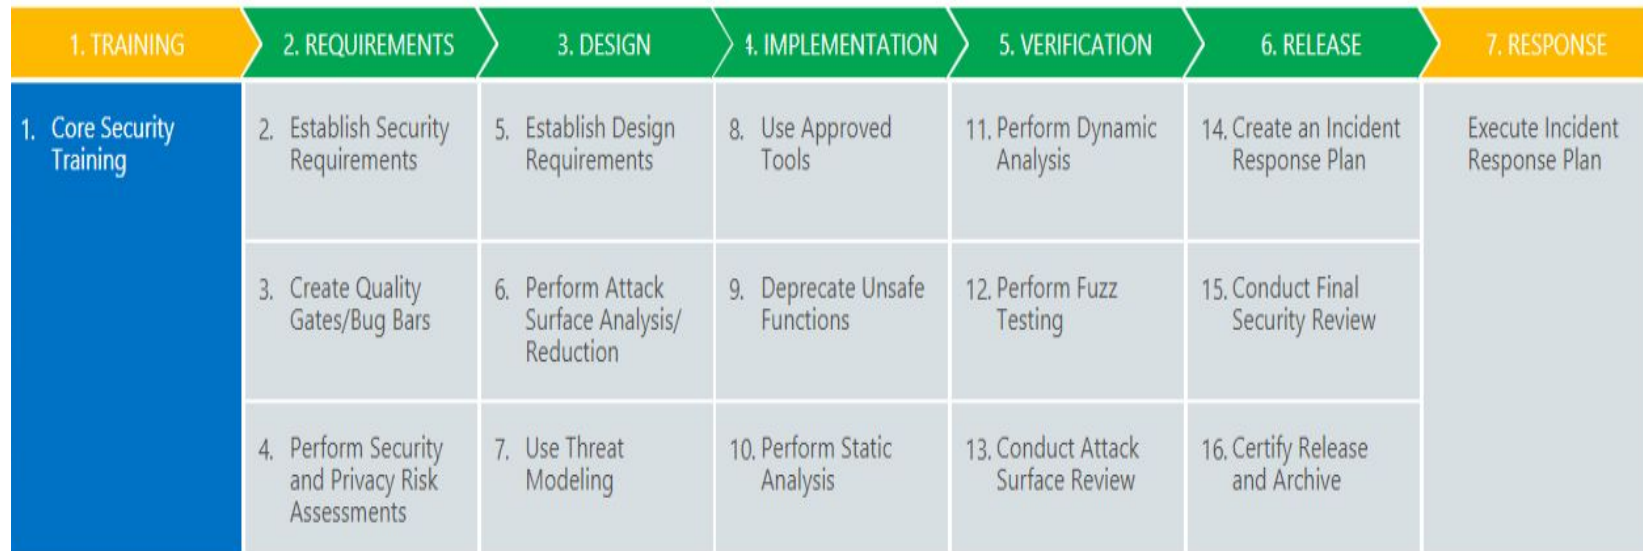 1. TRAINING
2. REQUIREMENTS
3. DESIGN
4. IMPLEMENTATION
5. VERIFICATION
6. RELEASE
7. RESPONSE
1. Core Security
Training
2. Establish Security
Requirements
5. Establish Design
Requirements
8. Use Approved
Tools
11. Perform Dynamic
Analysis
14. Create an Incident
Response Plan
Execute Incident
Response Plan
3. Create Quality
Gates/Bug Bars
6. Perform Attack
Surface Analysis/
Reduction
9. Deprecate Unsafe
Functions
12. Perform Fuzz
Testing
15. Conduct Final
Security Review
4. Perform Security
and Privacy Risk
Assessments
7. Use Threat
Modeling
10. Perform Static
Analysis
13. Conduct Attack
Surface Review
16. Certify Release
and Archive